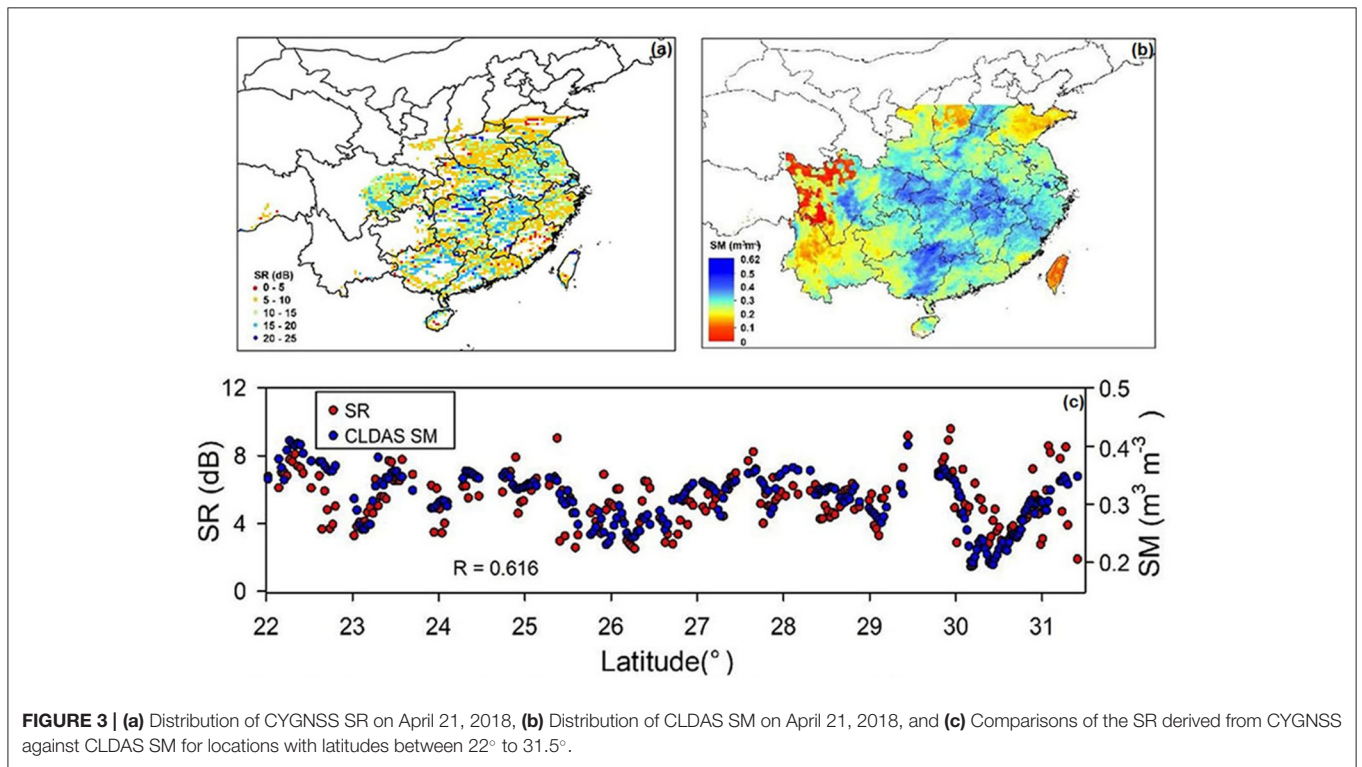 (a)
SR (dB)
0 - 5
5 - 10
10 - 15
15 - 20
20 - 25
(b)
SM (m³m³)
0.62
0.5
0.4
0.3
0.2
0.1
0
12
8
4
0
SR (dB)
SR
CLDAS SM
(c)
R = 0.616
0.5
0.4
0.3
0.2
SM (m³ m⁻³)
22 23 24 25 26 27 28 29 30 31
Latitude(°)
FIGURE 3 | (a) Distribution of CYGNSS SR on April 21, 2018, (b) Distribution of CLDAS SM on April 21, 2018, and (c) Comparisons of the SR derived from CYGNSS
against CLDAS SM for locations with latitudes between 22° to 31.5°.